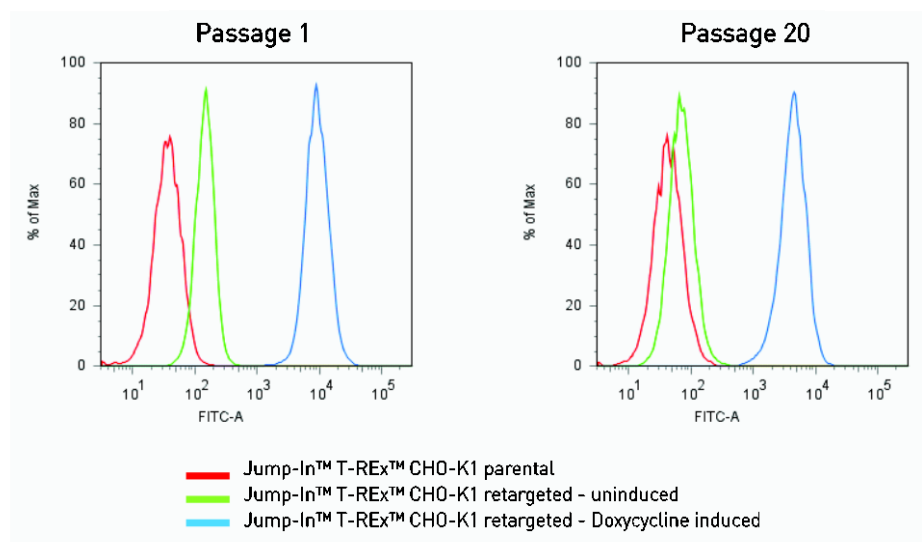 Passage 1
100
80
60
40
20
0
% of Max
10¹ 10² 10³ 10⁴ 10⁵
FITC-A
Passage 20
100
80
60
40
20
0
% of Max
10¹ 10² 10³ 10⁴ 10⁵
FITC-A
Jump-In™ T-REx™ CHO-K1 parental
Jump-In™ T-REx™ CHO-K1 retargeted - uninduced
Jump-In™ T-REx™ CHO-K1 retargeted - Doxycycline induced